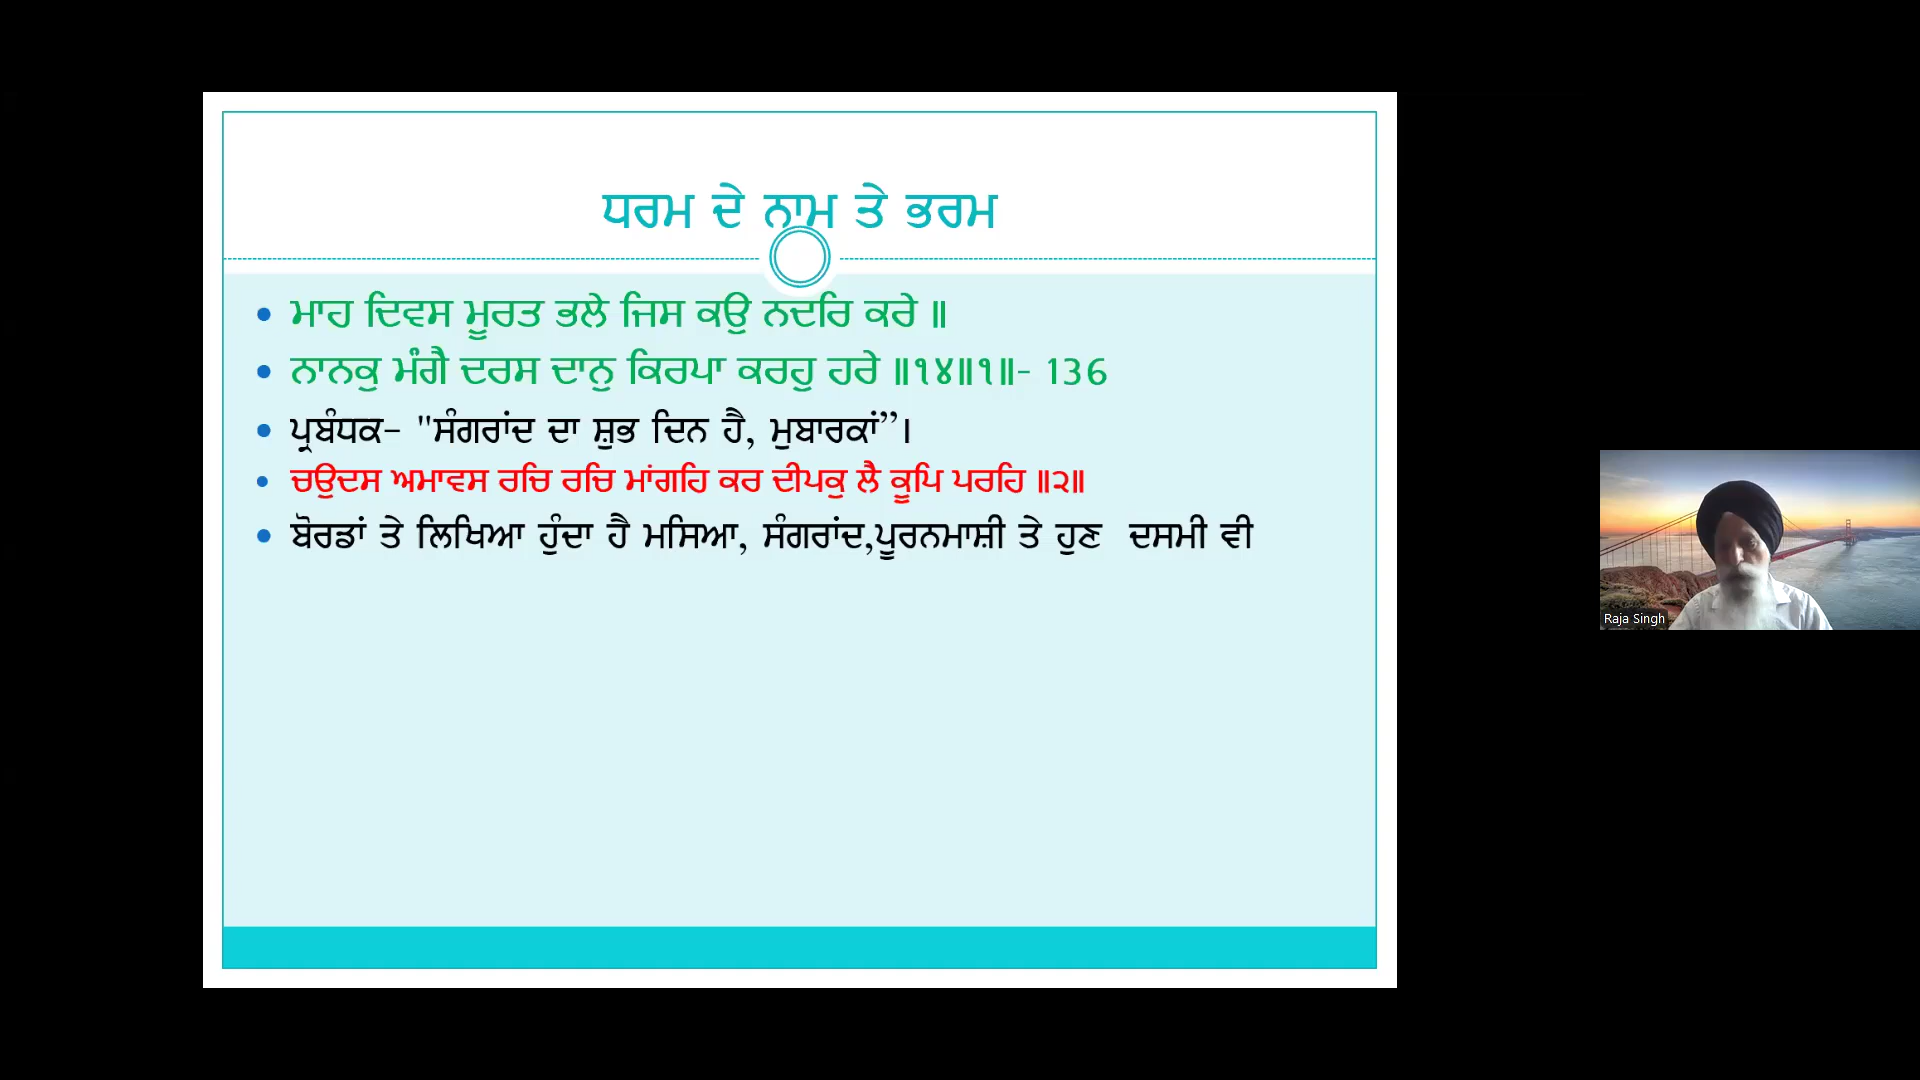 ਧਰਮ ਦੇ ਨਾਮ ਤੇ ਭਰਮ
• ਮਾਹ ਦਿਵਸ ਮੂਰਤ ਭਲੇ ਜਿਸ ਕਉ ਨਦਰਿ ਕਰੇ ॥
• ਨਾਨਕੁ ਮੰਗੈ ਦਰਸ ਦਾਨੁ ਕਿਰਪਾ ਕਰਹੁ ਹਰੇ ॥੧੪॥੧॥- 136
• ਪ੍ਰਬੰਧਕ- "ਸੰਗਰਾਂਦ ਦਾ ਸ਼ੁਭ ਦਿਨ ਹੈ, ਮੁਬਾਰਕਾਂ”।
• ਚਉਦਸ ਅਮਾਵਸ ਰਚਿ ਰਚਿ ਮਾਂਗਹਿ ਕਰ ਦੀਪਕੁ ਲੈ ਕੂਪਿ ਪਰਹਿ ॥੨॥
• ਬੋਰਡਾਂ ਤੇ ਲਿਖਿਆ ਹੁੰਦਾ ਹੈ ਮਸਿਆ, ਸੰਗਰਾਂਦ,ਪੂਰਨਮਾਸ਼ੀ ਤੇ ਹੁਣ  ਦਸਮੀ ਵੀ
Raja Singh